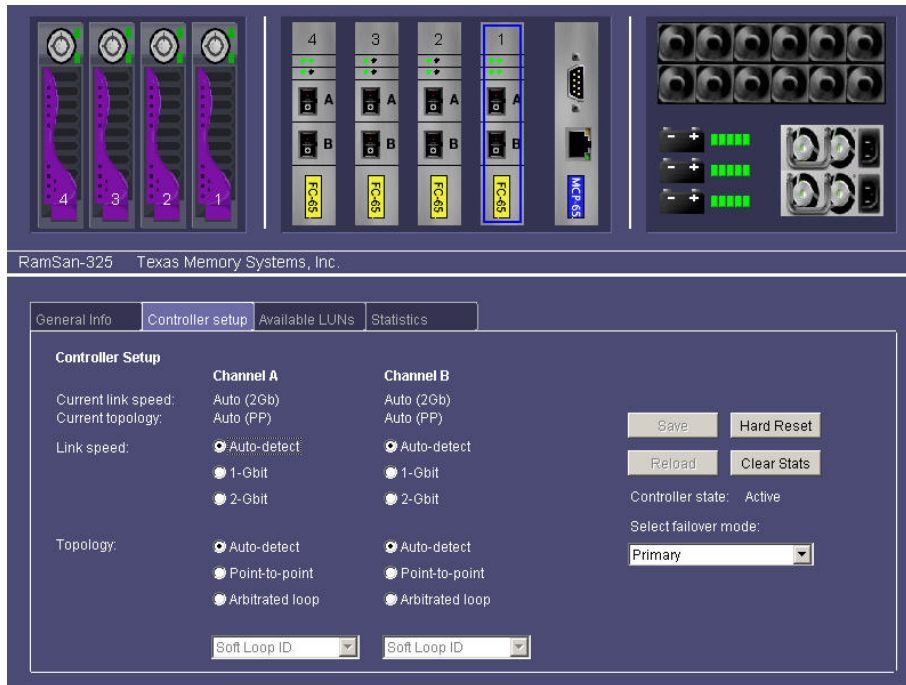 4 3 2 1
4 3 2 1
A A A A
B B B B
FC-65 FC-65 FC-65 FC-65 MCP-65
- +
- +
- +
RamSan-325 Texas Memory Systems, Inc.
General Info Controller setup Available LUNs Statistics
Controller Setup
Channel A Channel B
Current link speed: Auto (2Gb) Auto (2Gb)
Current topology: Auto (PP) Auto (PP)
Save Hard Reset
Link speed: Auto-detect Auto-detect
Reload Clear Stats
1-Gbit 1-Gbit
2-Gbit 2-Gbit
Controller state: Active
Select failover mode:
Topology: Auto-detect Auto-detect
Primary
Point-to-point Point-to-point
Arbitrated loop Arbitrated loop
Soft Loop ID Soft Loop ID